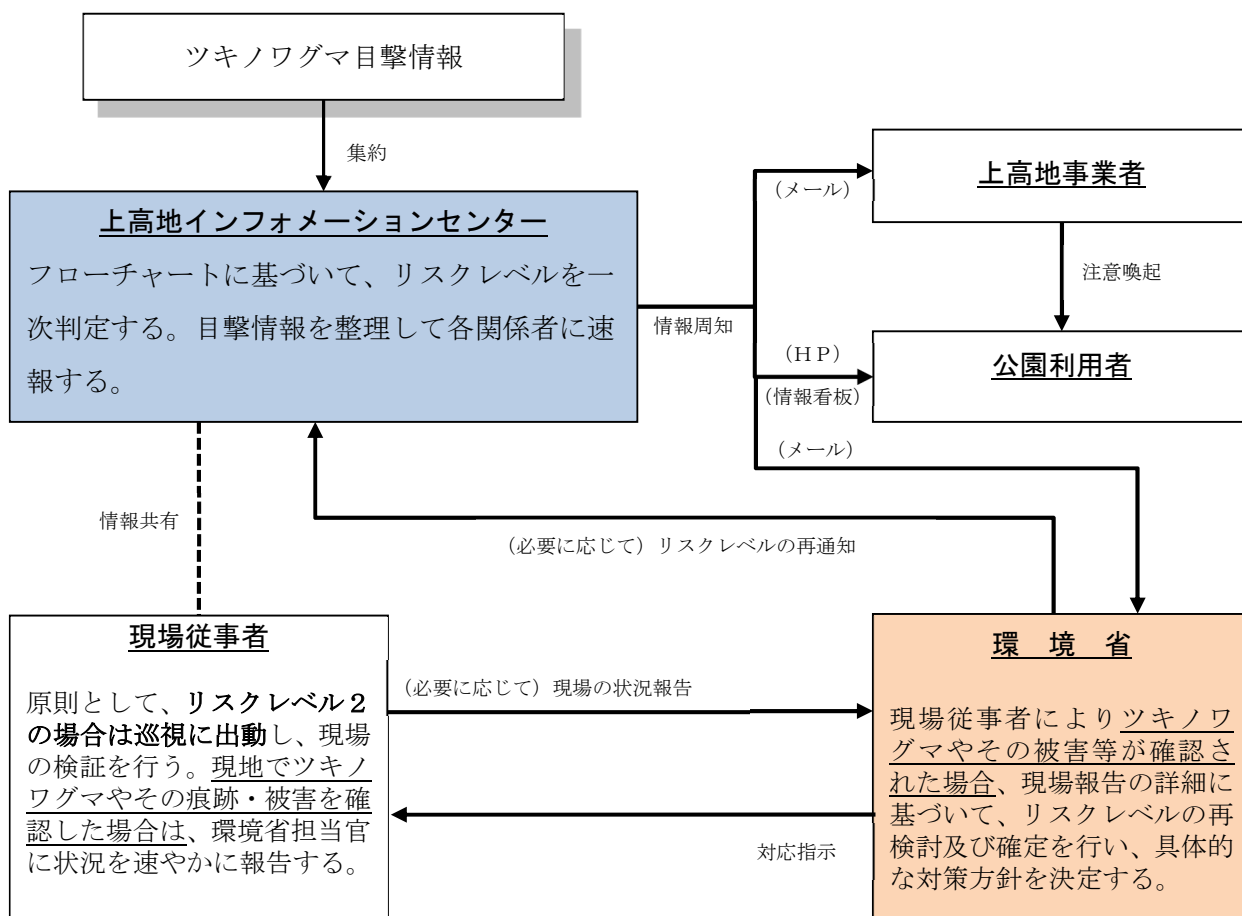 ツキノワグマ目撃情報
集約
上高地インフォメーションセンター
フローチャートに基づいて、リスクレベルを一
次判定する。目撃情報を整理して各関係者に速
報する。
情報周知
(メール)
上高地事業者
注意喚起
(HP)
(情報看板)
公園利用者
(メール)
情報共有
(必要に応じて)リスクレベルの再通知
現場従事者
原則として、リスクレベル2
の場合は巡視に出動し、現場
の検証を行う。現地でツキノ
ワグマやその痕跡・被害を確
認した場合は、環境省担当官
に状況を速やかに報告する。
(必要に応じて)現場の状況報告
対応指示
環 境 省
現場従事者によりツキノワ
グマやその被害等が確認さ
れた場合、現場報告の詳細に
基づいて、リスクレベルの再
検討及び確定を行い、具体的
な対策方針を決定する。